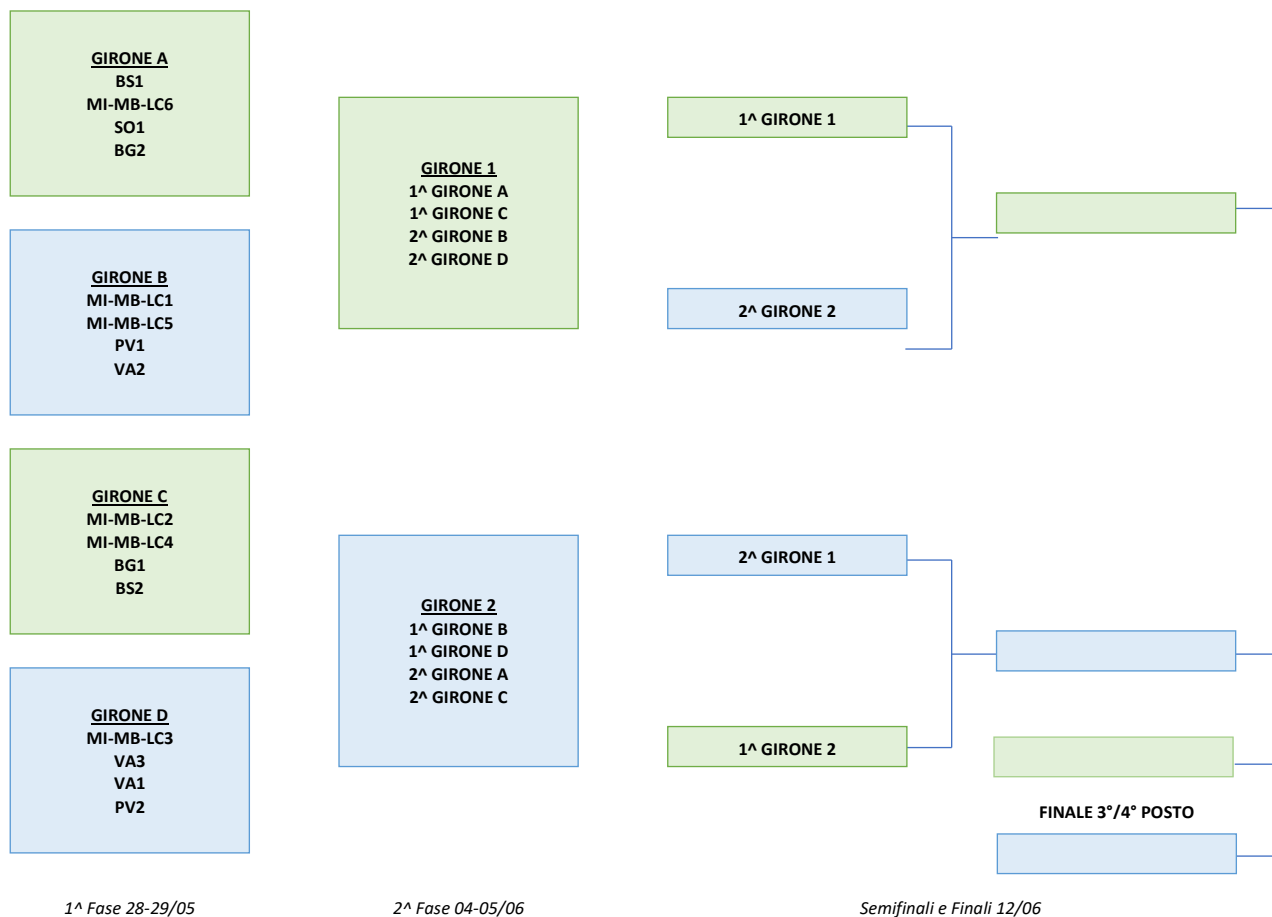 GIRONE A
BS1
MI-MB-LC6
SO1
BG2
GIRONE B
MI-MB-LC1
MI-MB-LC5
PV1
VA2
GIRONE C
MI-MB-LC2
MI-MB-LC4
BG1
BS2
GIRONE D
MI-MB-LC3
VA3
VA1
PV2
1^ Fase 28-29/05
GIRONE 1
1^ GIRONE A
1^ GIRONE C
2^ GIRONE B
2^ GIRONE D
GIRONE 2
1^ GIRONE B
1^ GIRONE D
2^ GIRONE A
2^ GIRONE C
2^ Fase 04-05/06
1^ GIRONE 1
2^ GIRONE 2
2^ GIRONE 1
1^ GIRONE 2
FINALE 3°/4° POSTO
Semifinali e Finali 12/06